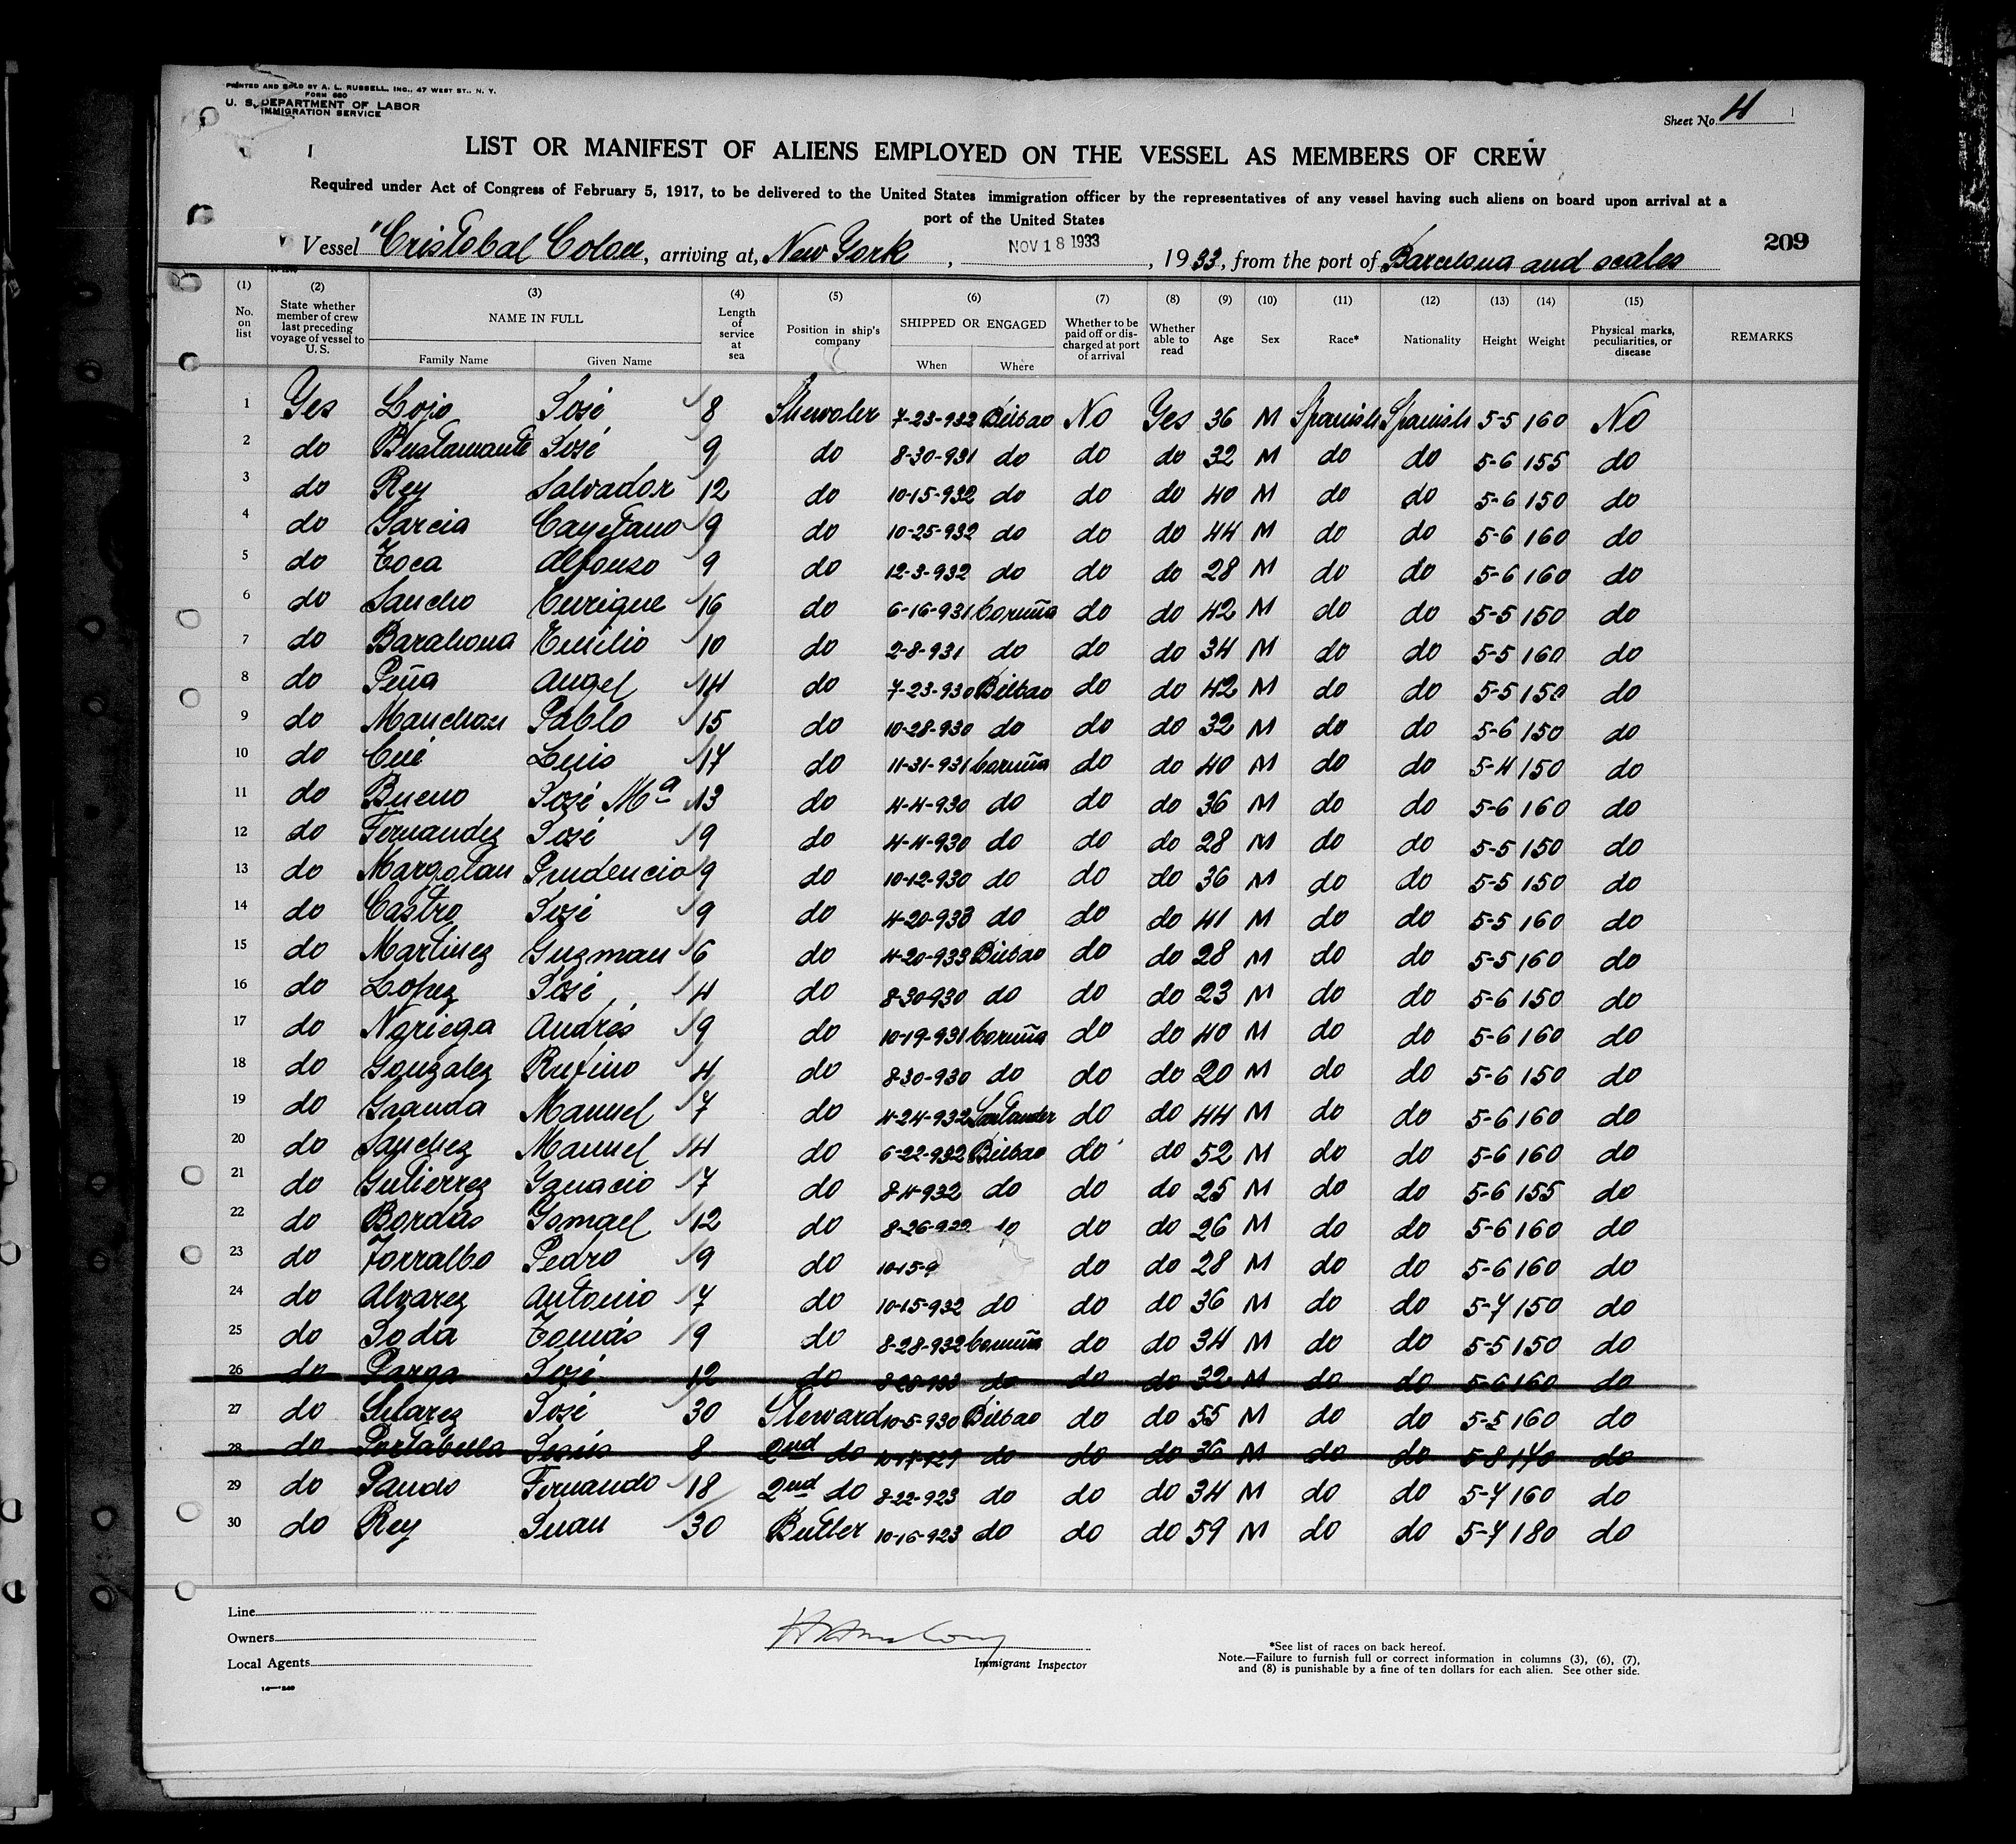 PRINTED AND SOLD BY A. L. RUSSELL, INC., 47 WEST ST., N. Y.
FORM 680
U. S. DEPARTMENT OF LABOR
IMMIGRATION SERVICE
Sheet No. 4
LIST OR MANIFEST OF ALIENS EMPLOYED ON THE VESSEL AS MEMBERS OF CREW
Required under Act of Congress of February 5, 1917, to be delivered to the United States immigration officer by the representatives of any vessel having such aliens on board upon arrival at a
port of the United States
Vessel "Cristobal Colon, arriving at, New York, NOV 18 1933, 1933, from the port of Barcelona and scales
209
(1) No. on list (2) State whether member of crew last preceding voyage of vessel to U. S. (3) NAME IN FULL Family Name Given Name (4) Length of service at sea (5) Position in ship's company (6) SHIPPED OR ENGAGED When Where (7) Whether to be paid off or discharged at port of arrival (8) Whether able to read (9) Age (10) Sex (11) Race* (12) Nationality (13) Height (14) Weight (15) Physical marks, peculiarities, or disease REMARKS
1 Yes Lojo José 8 Shewoler 7-23-932 Bilbao No Yes 36 M Spanish Spanish 5-5 160 No
2 do Bustamante José 9 do 8-30-931 do do do 32 M do do 5-6 155 do
3 do Rey Salvador 12 do 10-15-932 do do do 40 M do do 5-6 150 do
4 do Garcia Cayetano 9 do 10-25-932 do do do 44 M do do 5-6 160 do
5 do Toca Alfonso 9 do 12-3-932 do do do 28 M do do 5-6 160 do
6 do Sancho Enrique 16 do 6-16-931 Coruña do do 42 M do do 5-5 150 do
7 do Barahona Emilio 10 do 2-8-931 do do do 34 M do do 5-5 160 do
8 do Peña Angel 14 do 7-23-930 Bilbao do do 42 M do do 5-5 150 do
9 do Manchon Pablo 15 do 10-28-930 do do do 32 M do do 5-6 150 do
10 do Cué Luis 17 do 11-31-931 Coruña do do 40 M do do 5-4 150 do
11 do Bueno José Mª 13 do 4-4-930 do do do 36 M do do 5-6 160 do
12 do Fernandez José 9 do 4-4-930 do do do 28 M do do 5-5 150 do
13 do Margolan Prudencio 9 do 10-12-930 do do do 36 M do do 5-5 150 do
14 do Castro José 9 do 4-20-933 do do do 41 M do do 5-5 160 do
15 do Martinez Guzman 6 do 4-20-933 Bilbao do do 28 M do do 5-5 160 do
16 do Lopez José 4 do 8-30-930 do do do 23 M do do 5-6 150 do
17 do Noriega Andrés 9 do 10-19-931 Coruña do do 40 M do do 5-6 160 do
18 do Gonzalez Rufino 4 do 8-30-930 do do do 20 M do do 5-6 150 do
19 do Granda Manuel 7 do 4-24-932 Santander do do 44 M do do 5-6 160 do
20 do Sanchez Manuel 14 do 6-22-932 Bilbao do do 52 M do do 5-6 160 do
21 do Gutierrez Ygnacio 7 do 8-4-932 do do do 25 M do do 5-6 155 do
22 do Bordas Ysmael 12 do 8-26-932 do do do 26 M do do 5-6 160 do
23 do Torralbo Pedro 9 do 10-15-9 do do 28 M do do 5-6 160 do
24 do Alvarez Antonio 7 do 10-15-932 do do do 36 M do do 5-7 150 do
25 do Soda Tomás 9 do 8-28-932 Coruña do do 34 M do do 5-5 150 do
26 do Parga José 12 do do do do 32 M do do 5-6 160 do
27 do José 30 Steward 10-5-930 Bilbao do do 55 M do do 5-5 160 do
28 do Portabella Jesús 8 2nd do 10-17-929 do do do 36 M do do 5-8 140 do
29 do Pando Fernando 18 2nd do 8-22-923 do do do 34 M do do 5-7 160 do
30 do Rey Juan 30 Butler 10-16-923 do do do 59 M do do 5-7 180 do
Line
Owners
Local Agents
Immigrant Inspector
*See list of races on back hereof.
Note.—Failure to furnish full or correct information in columns (3), (6), (7),
and (8) is punishable by a fine of ten dollars for each alien. See other side.